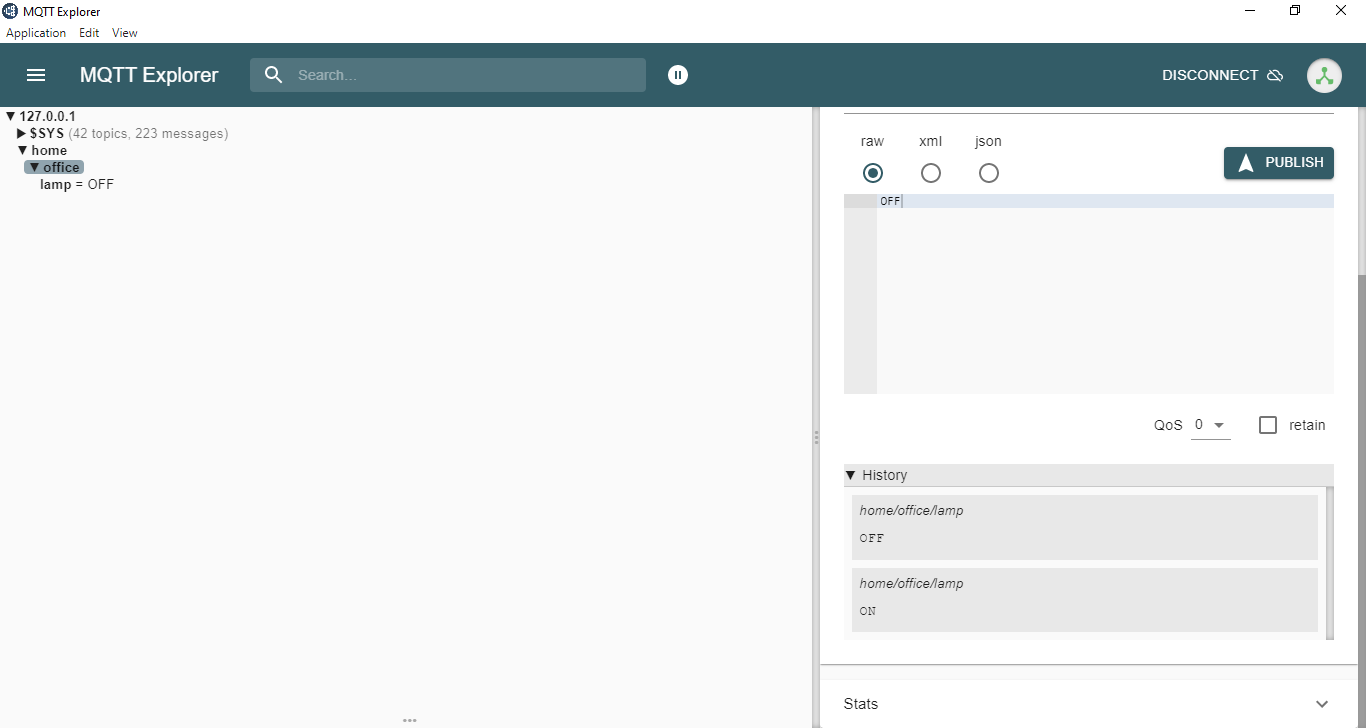 MQTT Explorer
Application Edit View
MQTT Explorer Search... DISCONNECT
127.0.0.1
$SYS (42 topics, 223 messages)
home
office
lamp = OFF
raw xml json
PUBLISH
OFF
QoS 0 retain
History
home/office/lamp
OFF
home/office/lamp
ON
Stats